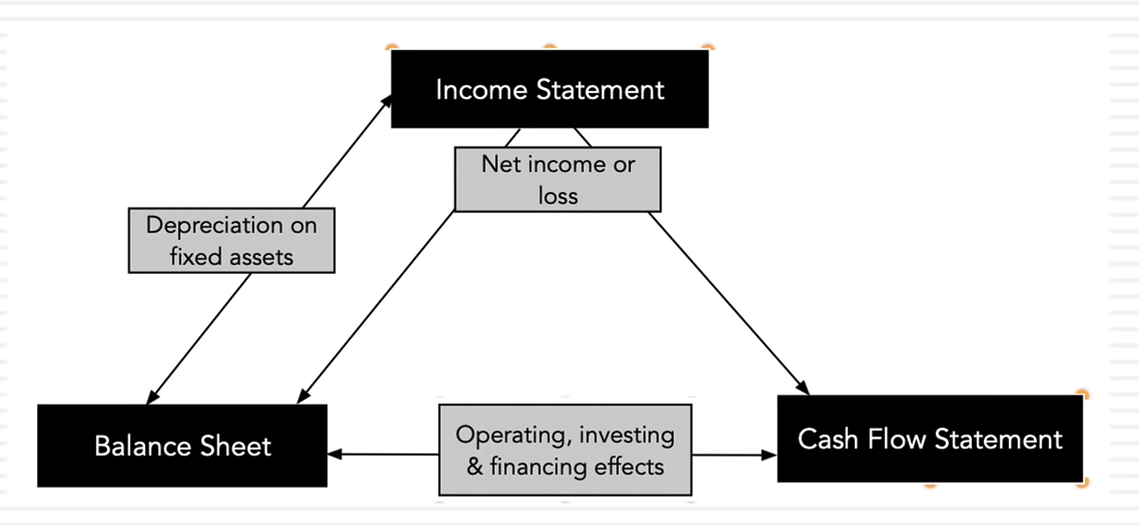 Income Statement
Net income or
loss
Depreciation on
fixed assets
Balance Sheet
Operating, investing
& financing effects
Cash Flow Statement